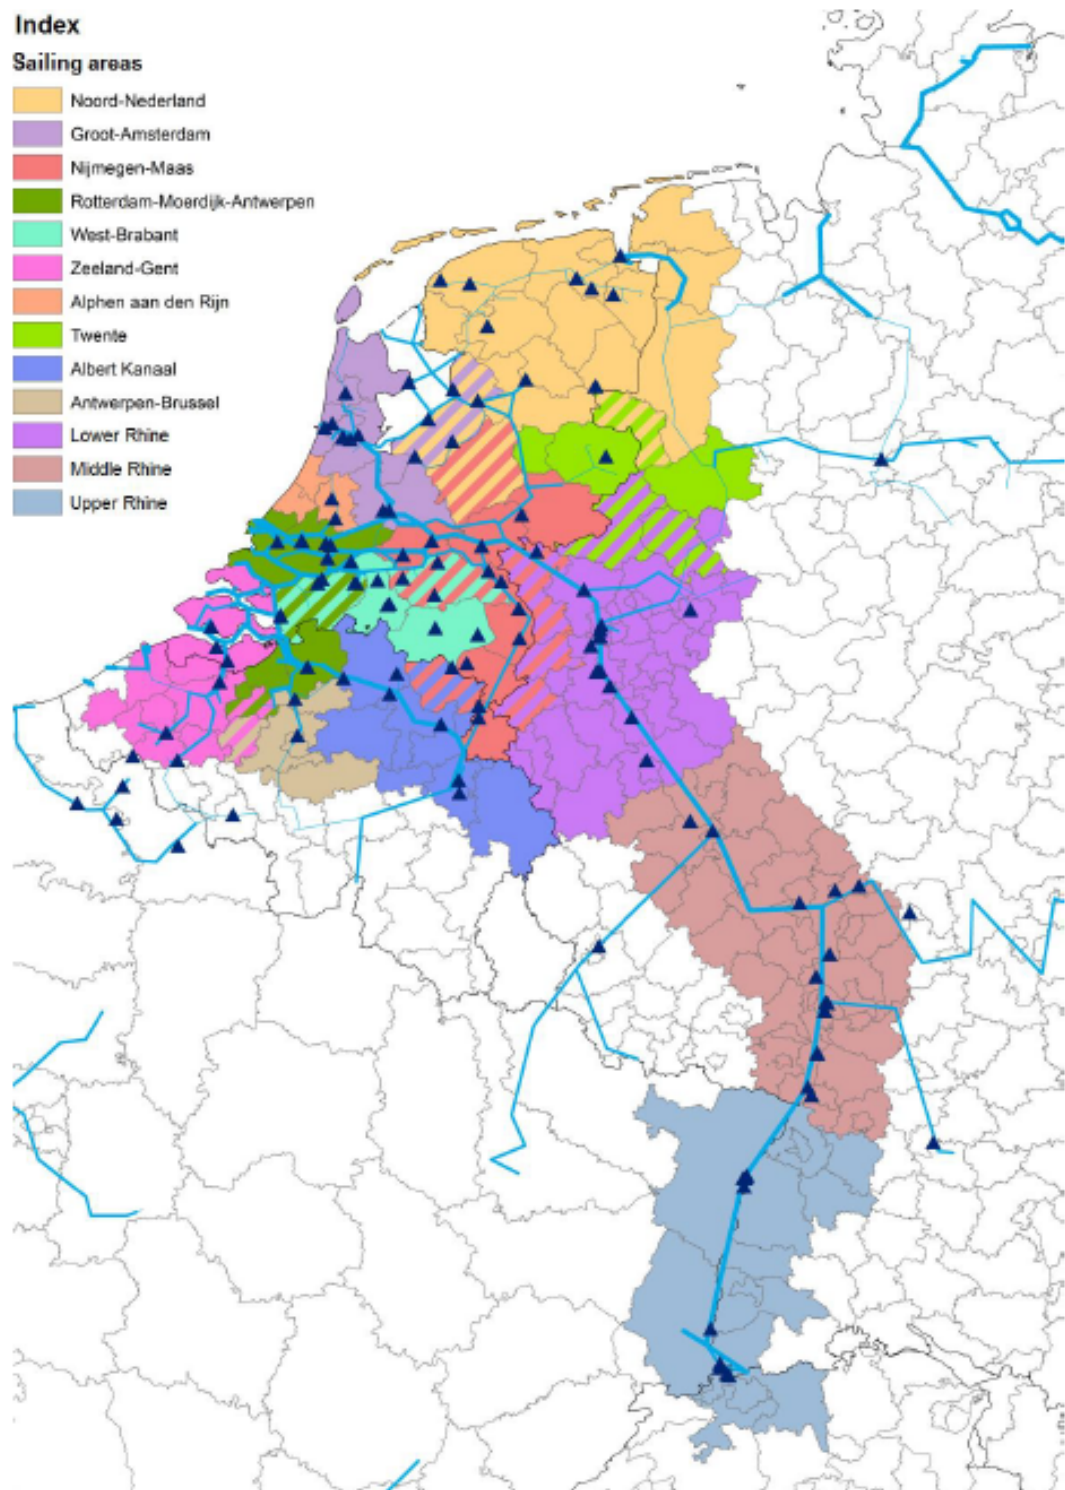 Index
Sailing areas
Noord-Nederland
Groot-Amsterdam
Nijmegen-Maas
Rotterdam-Moerdijk-Antwerpen
West-Brabant
Zeeland-Gent
Alphen aan den Rijn
Twente
Albert Kanaal
Antwerpen-Brussel
Lower Rhine
Middle Rhine
Upper Rhine